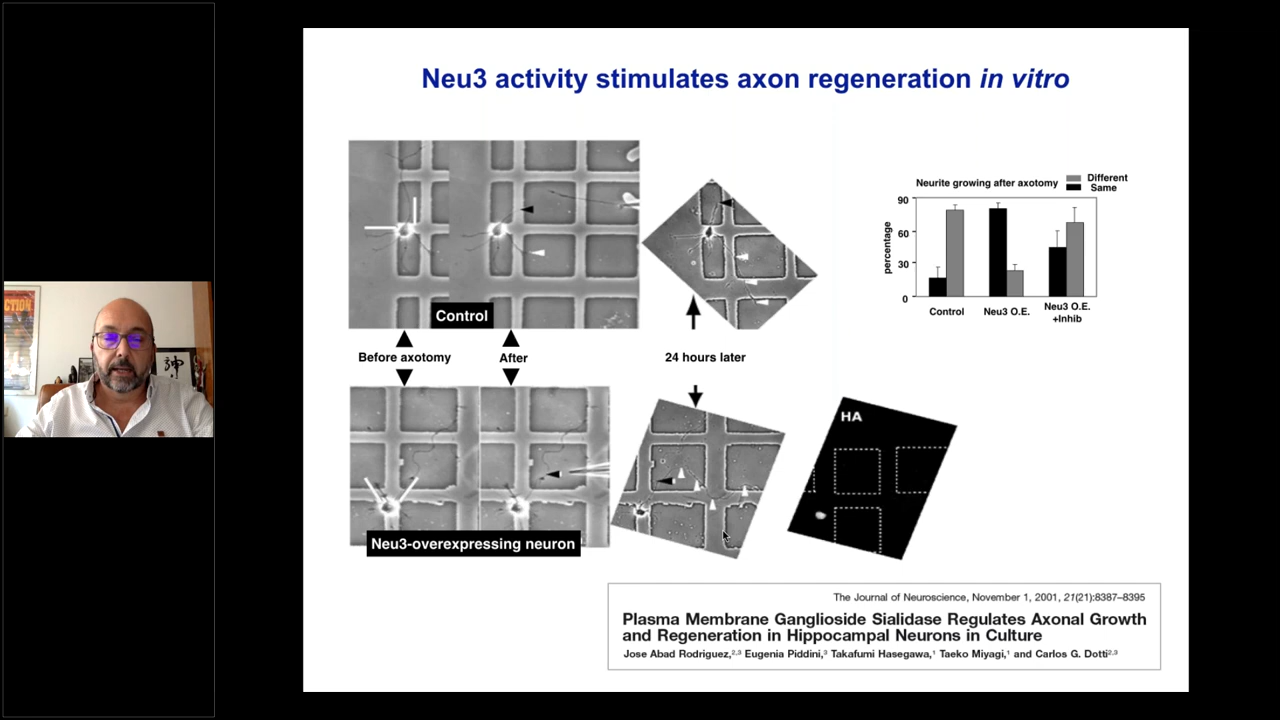 Neu3 activity stimulates axon regeneration in vitro
Control
Before axotomy
After
24 hours later
Neu3-overexpressing neuron
HA
Neurite growing after axotomy
Different
Same
percentage
90
60
30
0
Control
Neu3 O.E.
Neu3 O.E.
+Inhib
The Journal of Neuroscience, November 1, 2001, 21(21):8387–8395
Plasma Membrane Ganglioside Sialidase Regulates Axonal Growth
and Regeneration in Hippocampal Neurons in Culture
Jose Abad Rodriguez,2,3 Eugenia Piddini,3 Takafumi Hasegawa,1 Taeko Miyagi,1 and Carlos G. Dotti2,3
CTION
神